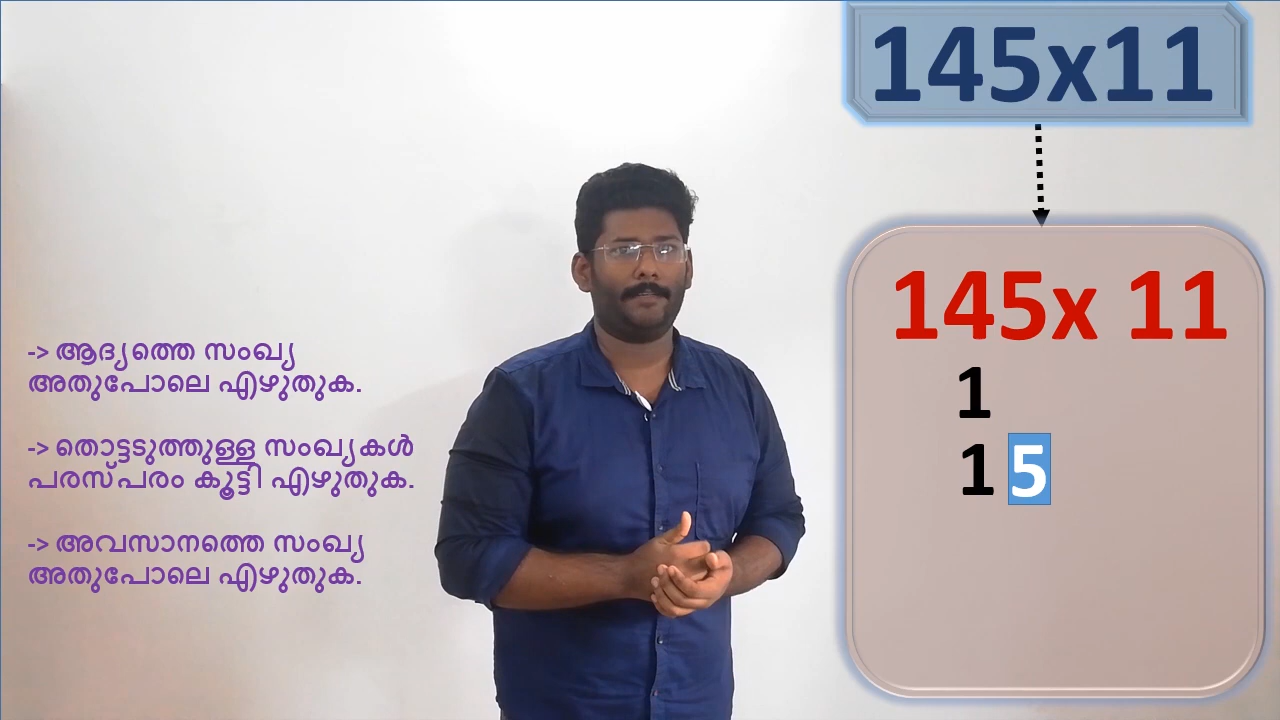 145x11
145x 11
1
1 5
-> ആദ്യത്തെ സംഖ്യ
അതുപോലെ എഴുതുക.
-> തൊട്ടടുത്തുള്ള സംഖ്യകൾ
പരസ്പരം കൂട്ടി എഴുതുക.
-> അവസാനത്തെ സംഖ്യ
അതുപോലെ എഴുതുക.